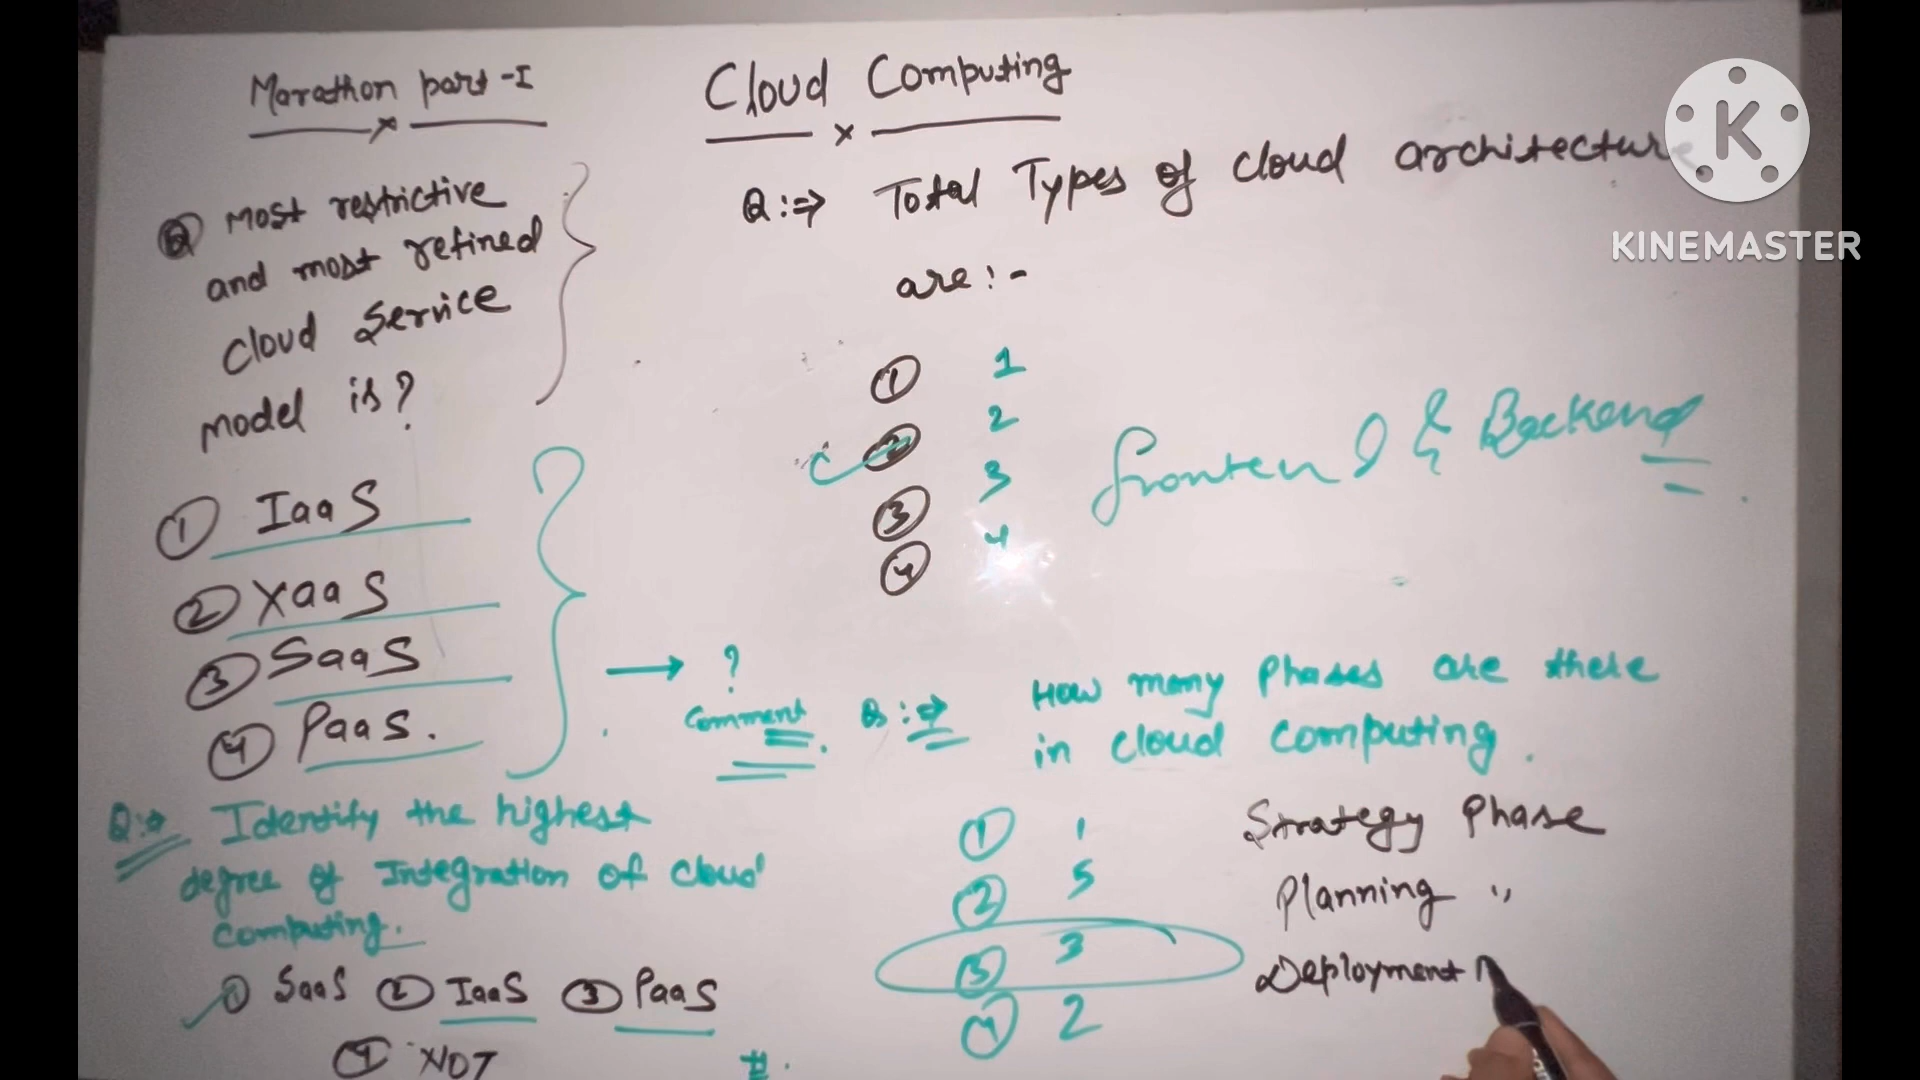 Marathon part-I
Cloud Computing
Q Most restrictive
and most refined
Cloud Service
model is?
① IaaS
② XaaS
③ SaaS
④ PaaS.
→ ?
Comment
Q:⇒ Identify the highest
degree of Integration of Cloud
Computing.
① SaaS ② IaaS ③ PaaS
④ NOT
Q:⇒ Total Types of cloud architecture
are:-
① 1
② 2
③ 3
④ 4
frontend & Backend
Q:⇒ How many Phases are there
in Cloud Computing.
① 1
② 5
③ 3
④ 2
Strategy Phase
Planning ,,
Deployment
K
KINEMASTER